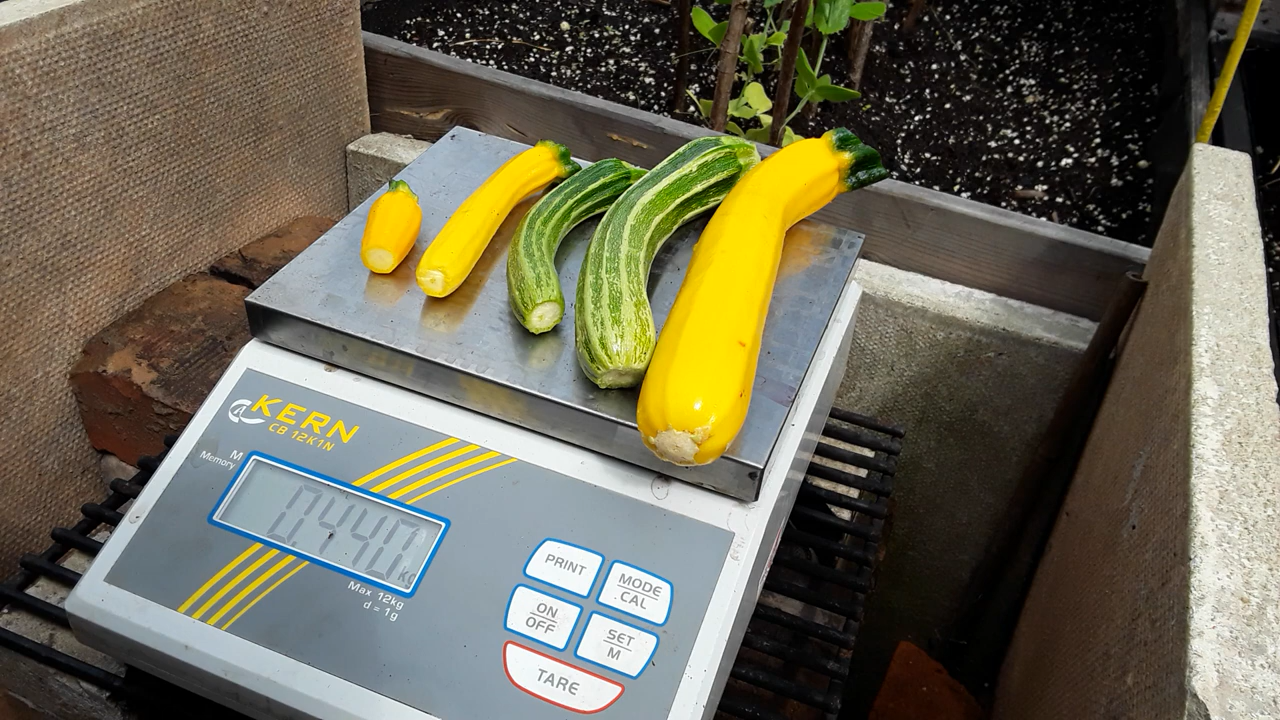 KERN
CB 12K1N
M
Memory
0.440 kg
Max 12kg
d = 1g
PRINT
MODE
CAL
ON
OFF
SET
M
TARE